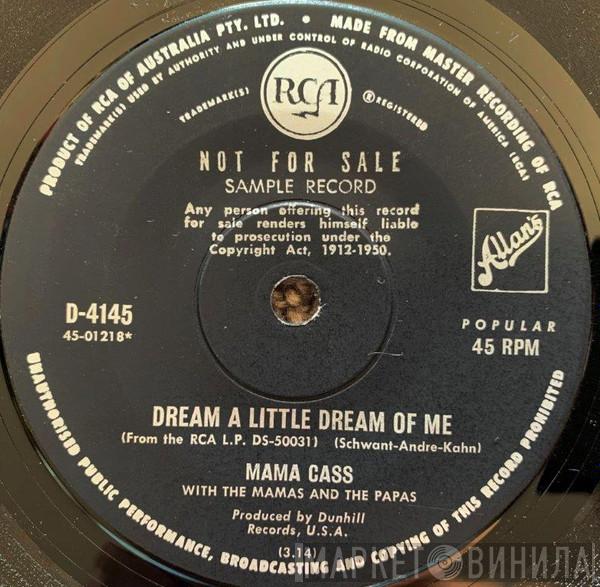 PRODUCT OF RCA OF AUSTRALIA PTY. LTD. • MADE FROM MASTER RECORDING OF RCA
TRADEMARK(S) USED BY AUTHORITY AND UNDER CONTROL OF RADIO CORPORATION OF AMERICA (RCA)
RCA
TRADEMARK(S)
® REGISTERED
NOT FOR SALE
SAMPLE RECORD
Any person offering this record
for sale renders himself liable
to prosecution under the
Copyright Act, 1912-1950.
Allan's
D-4145
45-01218*
POPULAR
45 RPM
DREAM A LITTLE DREAM OF ME
(From the RCA L.P. DS-50031) (Schwant-Andre-Kahn)
MAMA CASS
WITH THE MAMAS AND THE PAPAS
Produced by Dunhill
Records, U.S.A.
(3.14)
UNAUTHORISED PUBLIC PERFORMANCE, BROADCASTING AND COPYING OF THIS RECORD PROHIBITED
МАРКЕТ ВИНИЛА